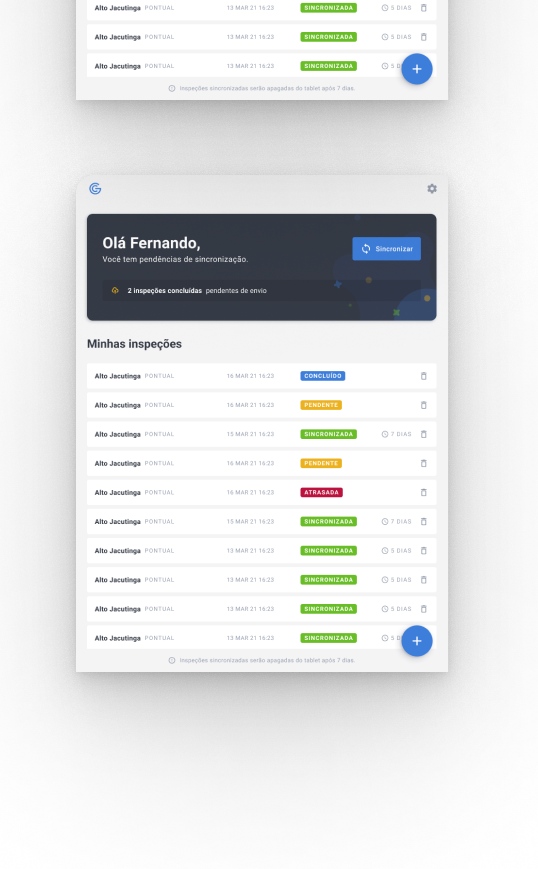 Alto Jacutinga PONTUAL 13 MAR 21 16:23 SINCRONIZADA 5 DIAS
Alto Jacutinga PONTUAL 13 MAR 21 16:23 SINCRONIZADA 5 DIAS
Alto Jacutinga PONTUAL 13 MAR 21 16:23 SINCRONIZADA 5 D
+
Inspeções sincronizadas serão apagadas do tablet após 7 dias.
Olá Fernando,
Você tem pendências de sincronização.
Sincronizar
2 inspeções concluídas pendentes de envio
Minhas inspeções
Alto Jacutinga PONTUAL 16 MAR 21 16:23 CONCLUÍDO
Alto Jacutinga PONTUAL 16 MAR 21 16:23 PENDENTE
Alto Jacutinga PONTUAL 15 MAR 21 16:23 SINCRONIZADA 7 DIAS
Alto Jacutinga PONTUAL 16 MAR 21 16:23 PENDENTE
Alto Jacutinga PONTUAL 16 MAR 21 16:23 ATRASADA
Alto Jacutinga PONTUAL 15 MAR 21 16:23 SINCRONIZADA 7 DIAS
Alto Jacutinga PONTUAL 13 MAR 21 16:23 SINCRONIZADA 5 DIAS
Alto Jacutinga PONTUAL 13 MAR 21 16:23 SINCRONIZADA 5 DIAS
Alto Jacutinga PONTUAL 13 MAR 21 16:23 SINCRONIZADA 5 DIAS
Alto Jacutinga PONTUAL 13 MAR 21 16:23 SINCRONIZADA 5 D
+
Inspeções sincronizadas serão apagadas do tablet após 7 dias.